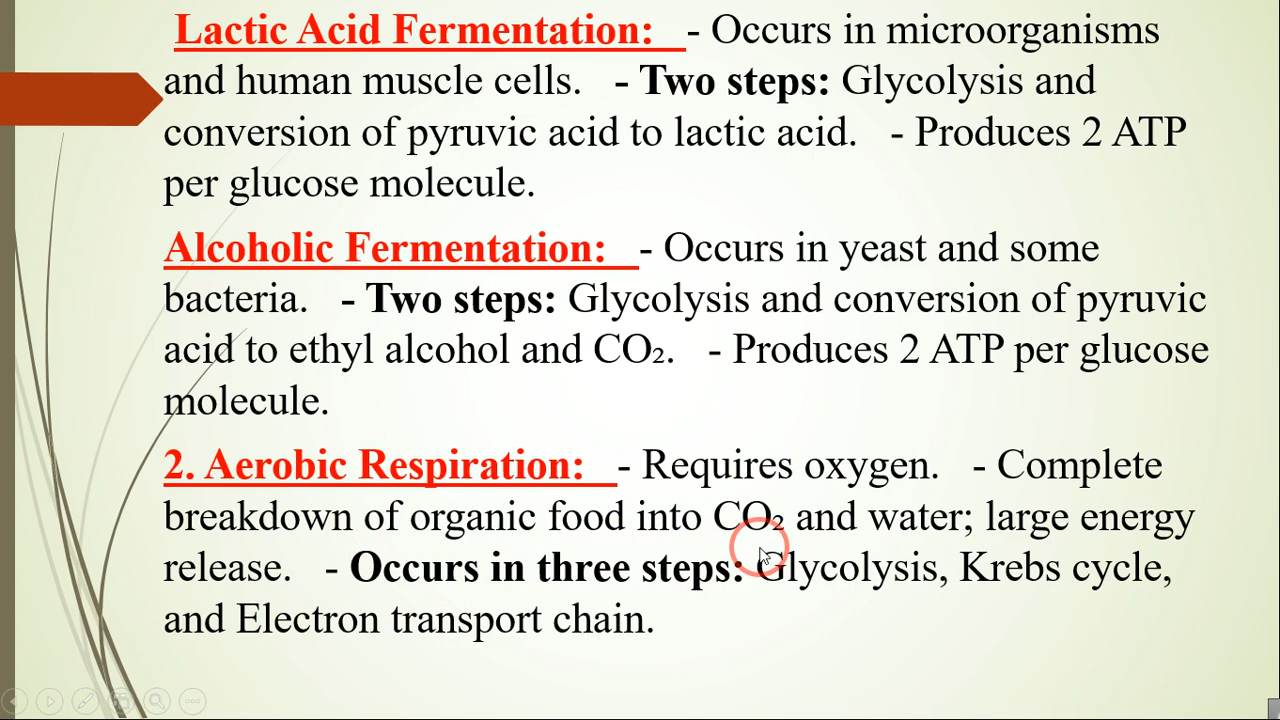 Lactic Acid Fermentation: - Occurs in microorganisms
and human muscle cells. - Two steps: Glycolysis and
conversion of pyruvic acid to lactic acid. - Produces 2 ATP
per glucose molecule.
Alcoholic Fermentation: - Occurs in yeast and some
bacteria. - Two steps: Glycolysis and conversion of pyruvic
acid to ethyl alcohol and CO₂. - Produces 2 ATP per glucose
molecule.
2. Aerobic Respiration: - Requires oxygen. - Complete
breakdown of organic food into CO₂ and water; large energy
release. - Occurs in three steps: Glycolysis, Krebs cycle,
and Electron transport chain.